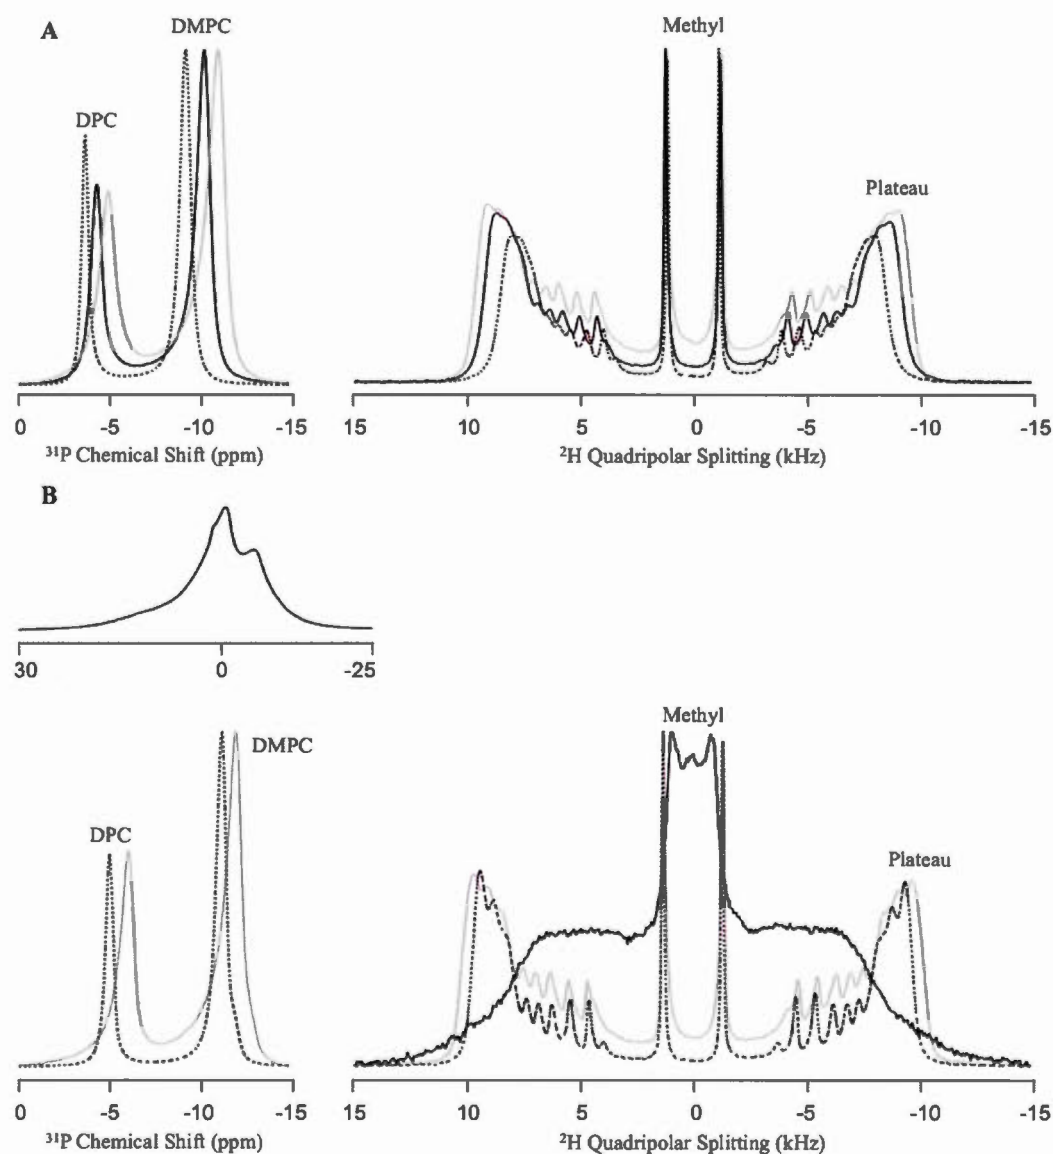 A
DMPC
Methyl
DPC
Plateau
0 -5 -10 -15
15 10 5 0 -5 -10 -15
³¹P Chemical Shift (ppm)
²H Quadripolar Splitting (kHz)
B
30 0 -25
Methyl
DMPC
DPC
Plateau
0 -5 -10 -15
15 10 5 0 -5 -10 -15
³¹P Chemical Shift (ppm)
²H Quadripolar Splitting (kHz)